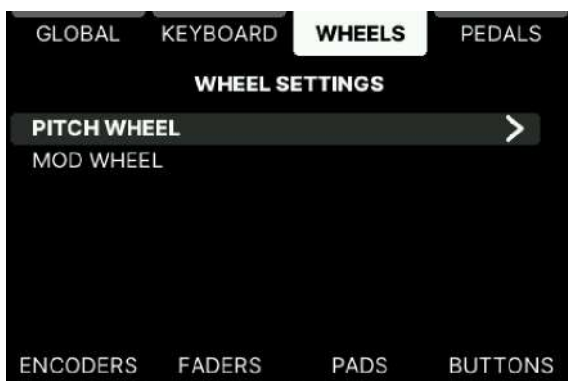 GLOBAL KEYBOARD WHEELS PEDALS
WHEEL SETTINGS
PITCH WHEEL
MOD WHEEL
ENCODERS FADERS PADS BUTTONS